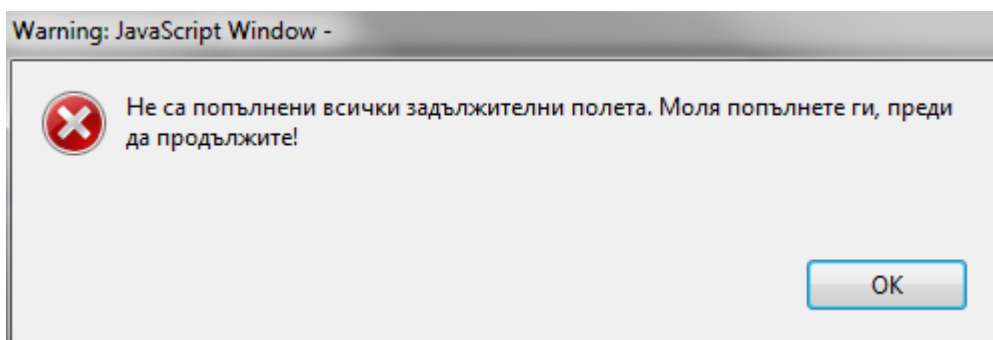 Warning: JavaScript Window -
Не са попълнени всички задължителни полета. Моля попълнете ги, преди
да продължите!
OK